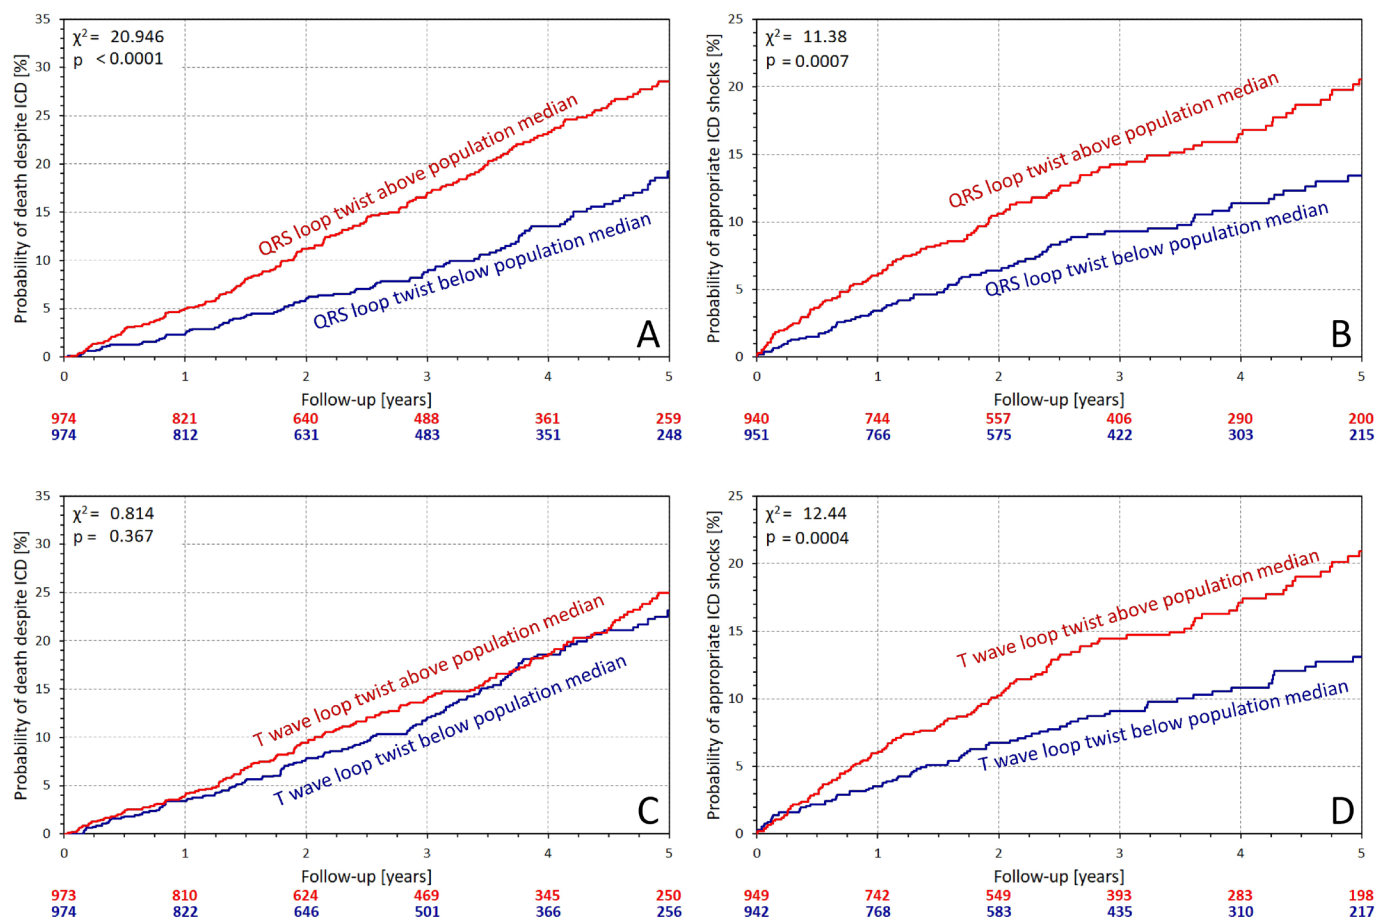 Probability of death despite ICD [%]
35
30
25
20
15
10
5
0
χ² = 20.946
p < 0.0001
QRS loop twist above population median
QRS loop twist below population median
A
0 1 2 3 4 5
Follow-up [years]
974 821 640 488 361 259
974 812 631 483 351 248
Probability of appropriate ICD shocks [%]
25
20
15
10
5
0
χ² = 11.38
p = 0.0007
QRS loop twist above population median
QRS loop twist below population median
B
0 1 2 3 4 5
Follow-up [years]
940 744 557 406 290 200
951 766 575 422 303 215
Probability of death despite ICD [%]
35
30
25
20
15
10
5
0
χ² = 0.814
p = 0.367
T wave loop twist above population median
T wave loop twist below population median
C
0 1 2 3 4 5
Follow-up [years]
973 810 624 469 345 250
974 822 646 501 366 256
Probability of appropriate ICD shocks [%]
25
20
15
10
5
0
χ² = 12.44
p = 0.0004
T wave loop twist above population median
T wave loop twist below population median
D
0 1 2 3 4 5
Follow-up [years]
949 742 549 393 283 198
942 768 583 435 310 217